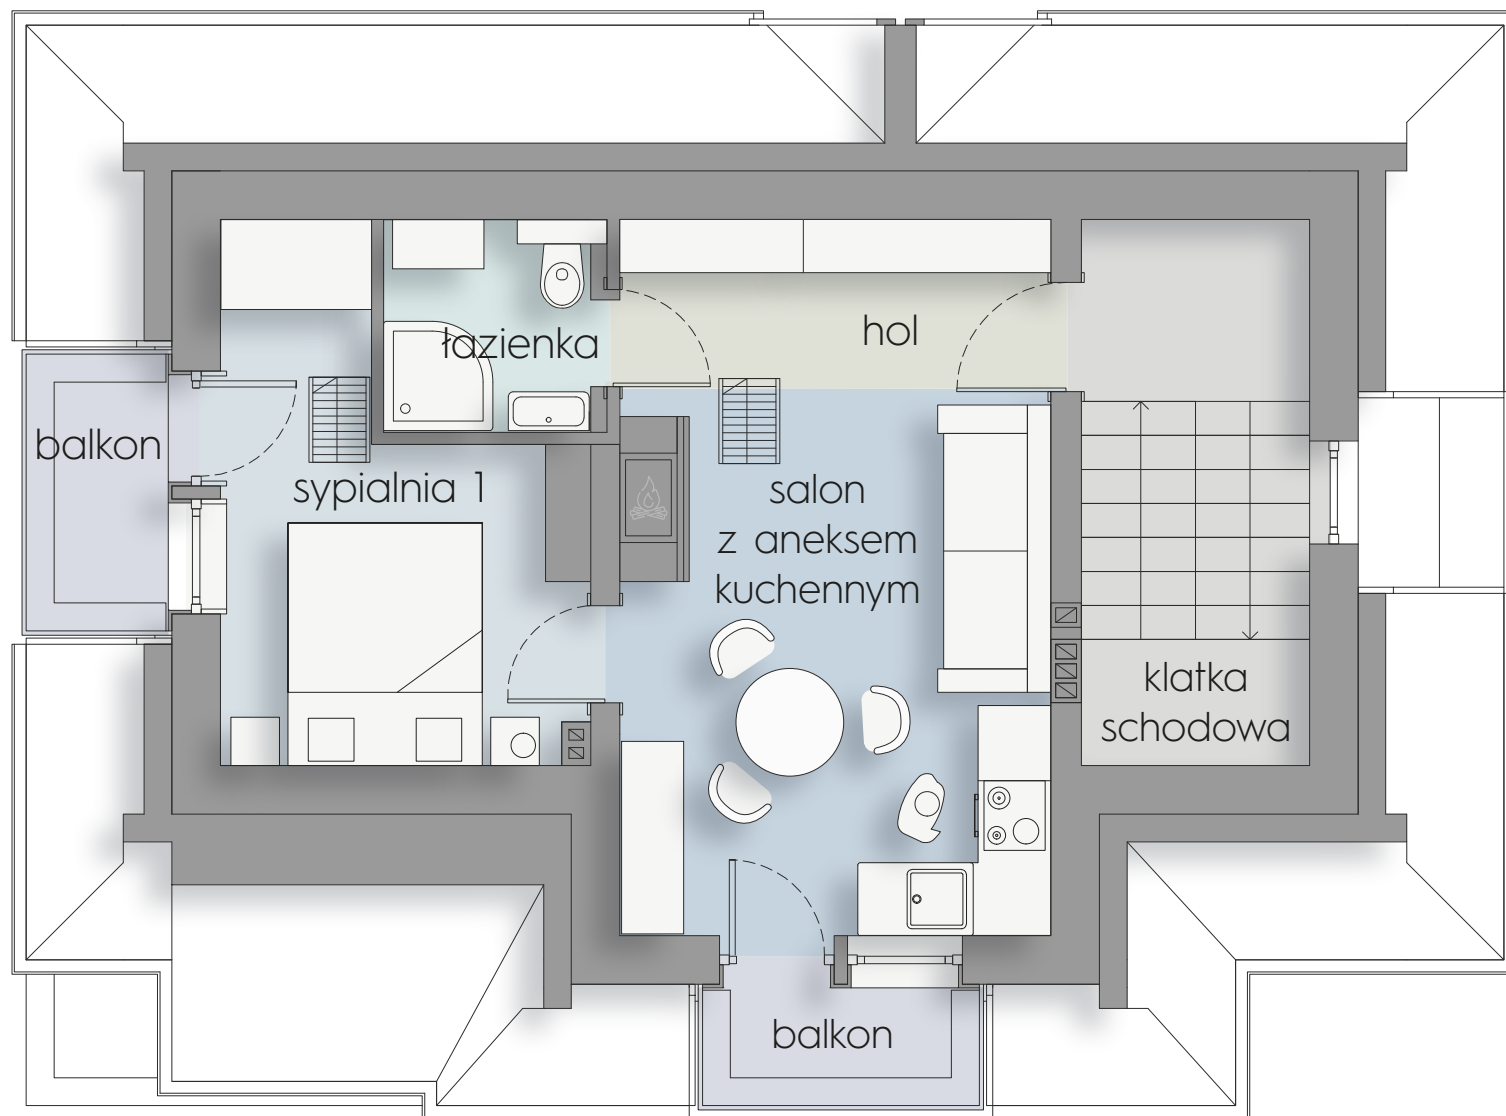 hol
łazienka
balkon
sypialnia 1
salon
z aneksem
kuchennym
klatka
schodowa
balkon